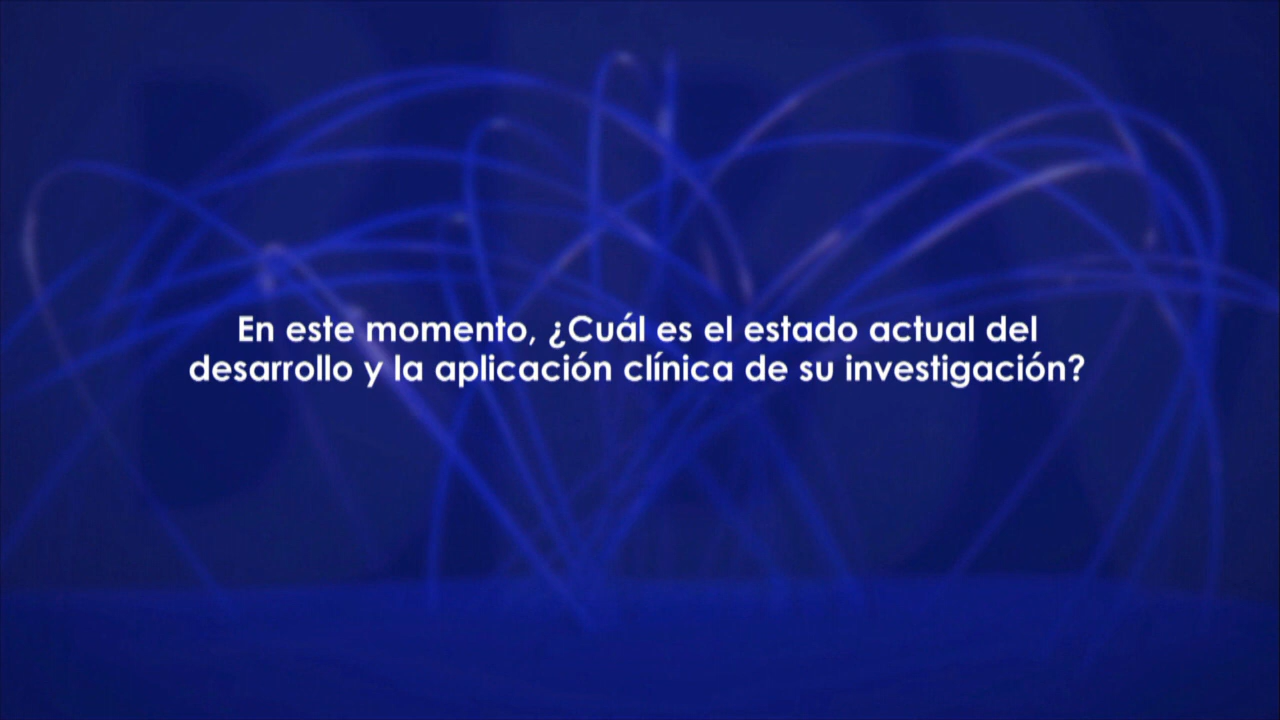 En este momento, ¿Cuál es el estado actual del
desarrollo y la aplicación clínica de su investigación?